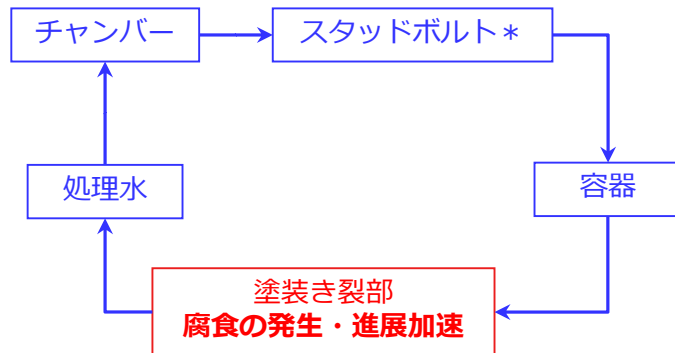 チャンバー
スタッドボルト＊
処理水
容器
塗装き裂部
腐食の発生・進展加速